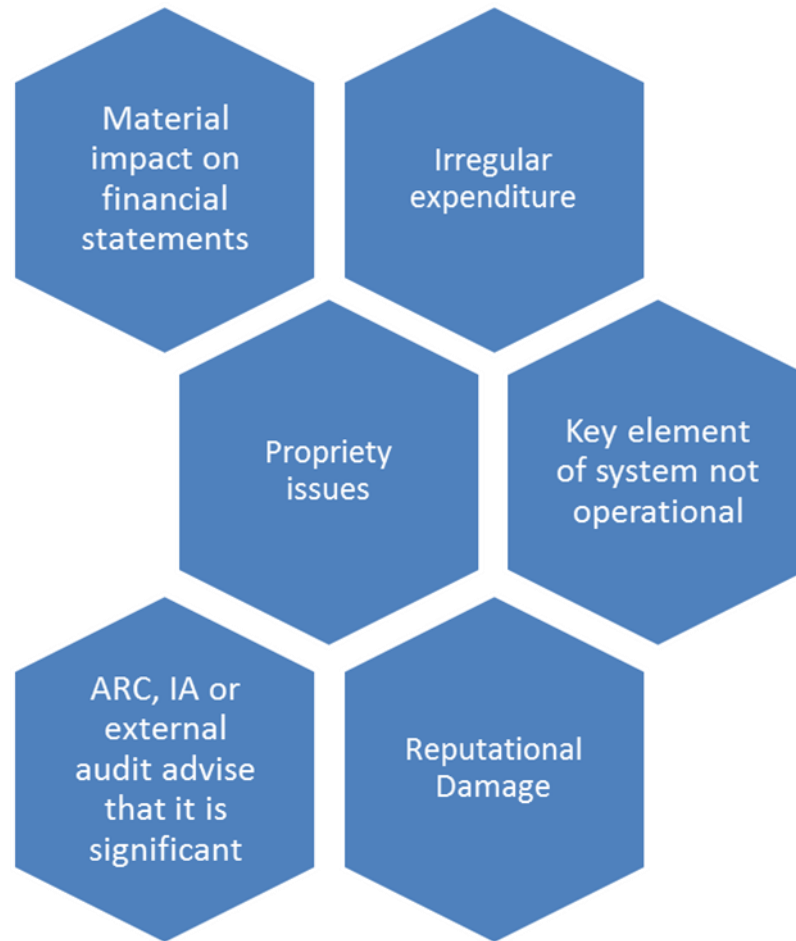 Material
impact on
financial
statements
Irregular
expenditure
Propriety
issues
Key element
of system not
operational
ARC, IA or
external
audit advise
that it is
significant
Reputational
Damage